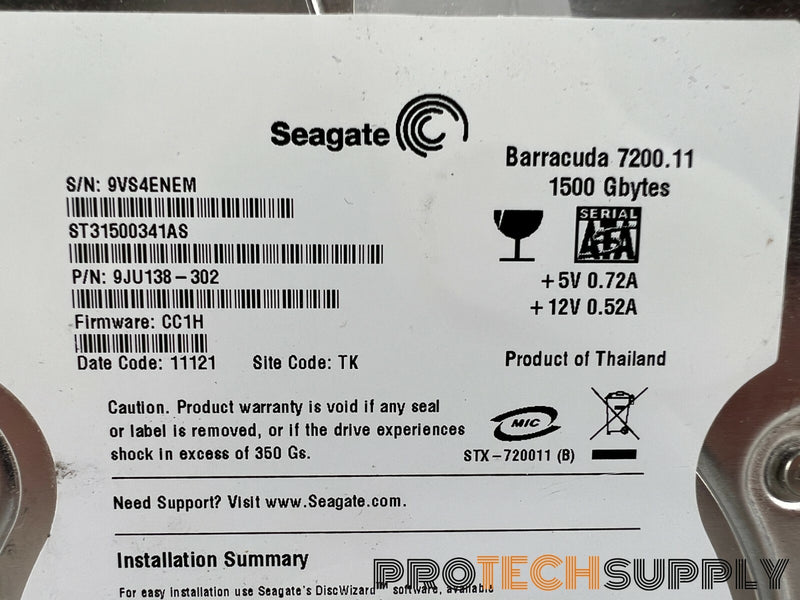 Seagate
Barracuda 7200.11
1500 Gbytes
S/N: 9VS4ENEM
ST31500341AS
P/N: 9JU138-302
Firmware: CC1H
Date Code: 11121 Site Code: TK
SERIAL
ATA
+5V 0.72A
+12V 0.52A
Product of Thailand
Caution. Product warranty is void if any seal
or label is removed, or if the drive experiences
shock in excess of 350 Gs.
MIC
STX-720011 (B)
Need Support? Visit www.Seagate.com.
Installation Summary
For easy installation use Seagate's DiscWizard™ software, available
PROTECHSUPPLY